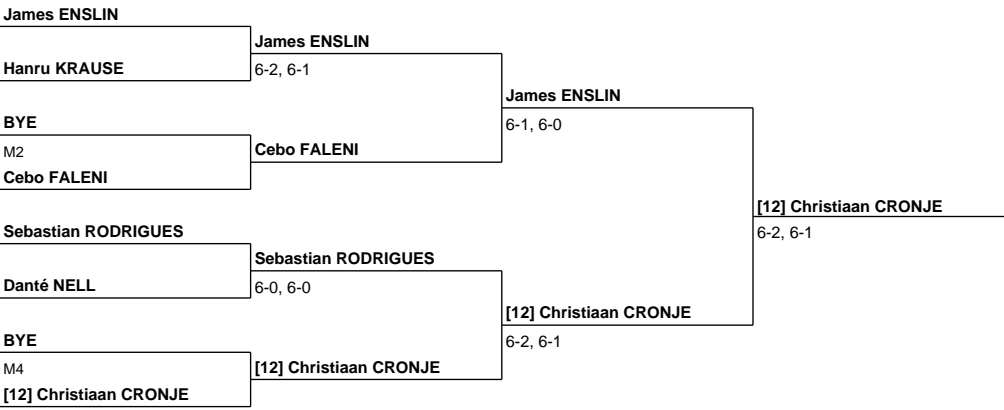 James ENSLIN
James ENSLIN
Hanru KRAUSE
6-2, 6-1
James ENSLIN
BYE
6-1, 6-0
M2
Cebo FALENI
Cebo FALENI
[12] Christiaan CRONJE
Sebastian RODRIGUES
6-2, 6-1
Sebastian RODRIGUES
Danté NELL
6-0, 6-0
[12] Christiaan CRONJE
BYE
6-2, 6-1
M4
[12] Christiaan CRONJE
[12] Christiaan CRONJE